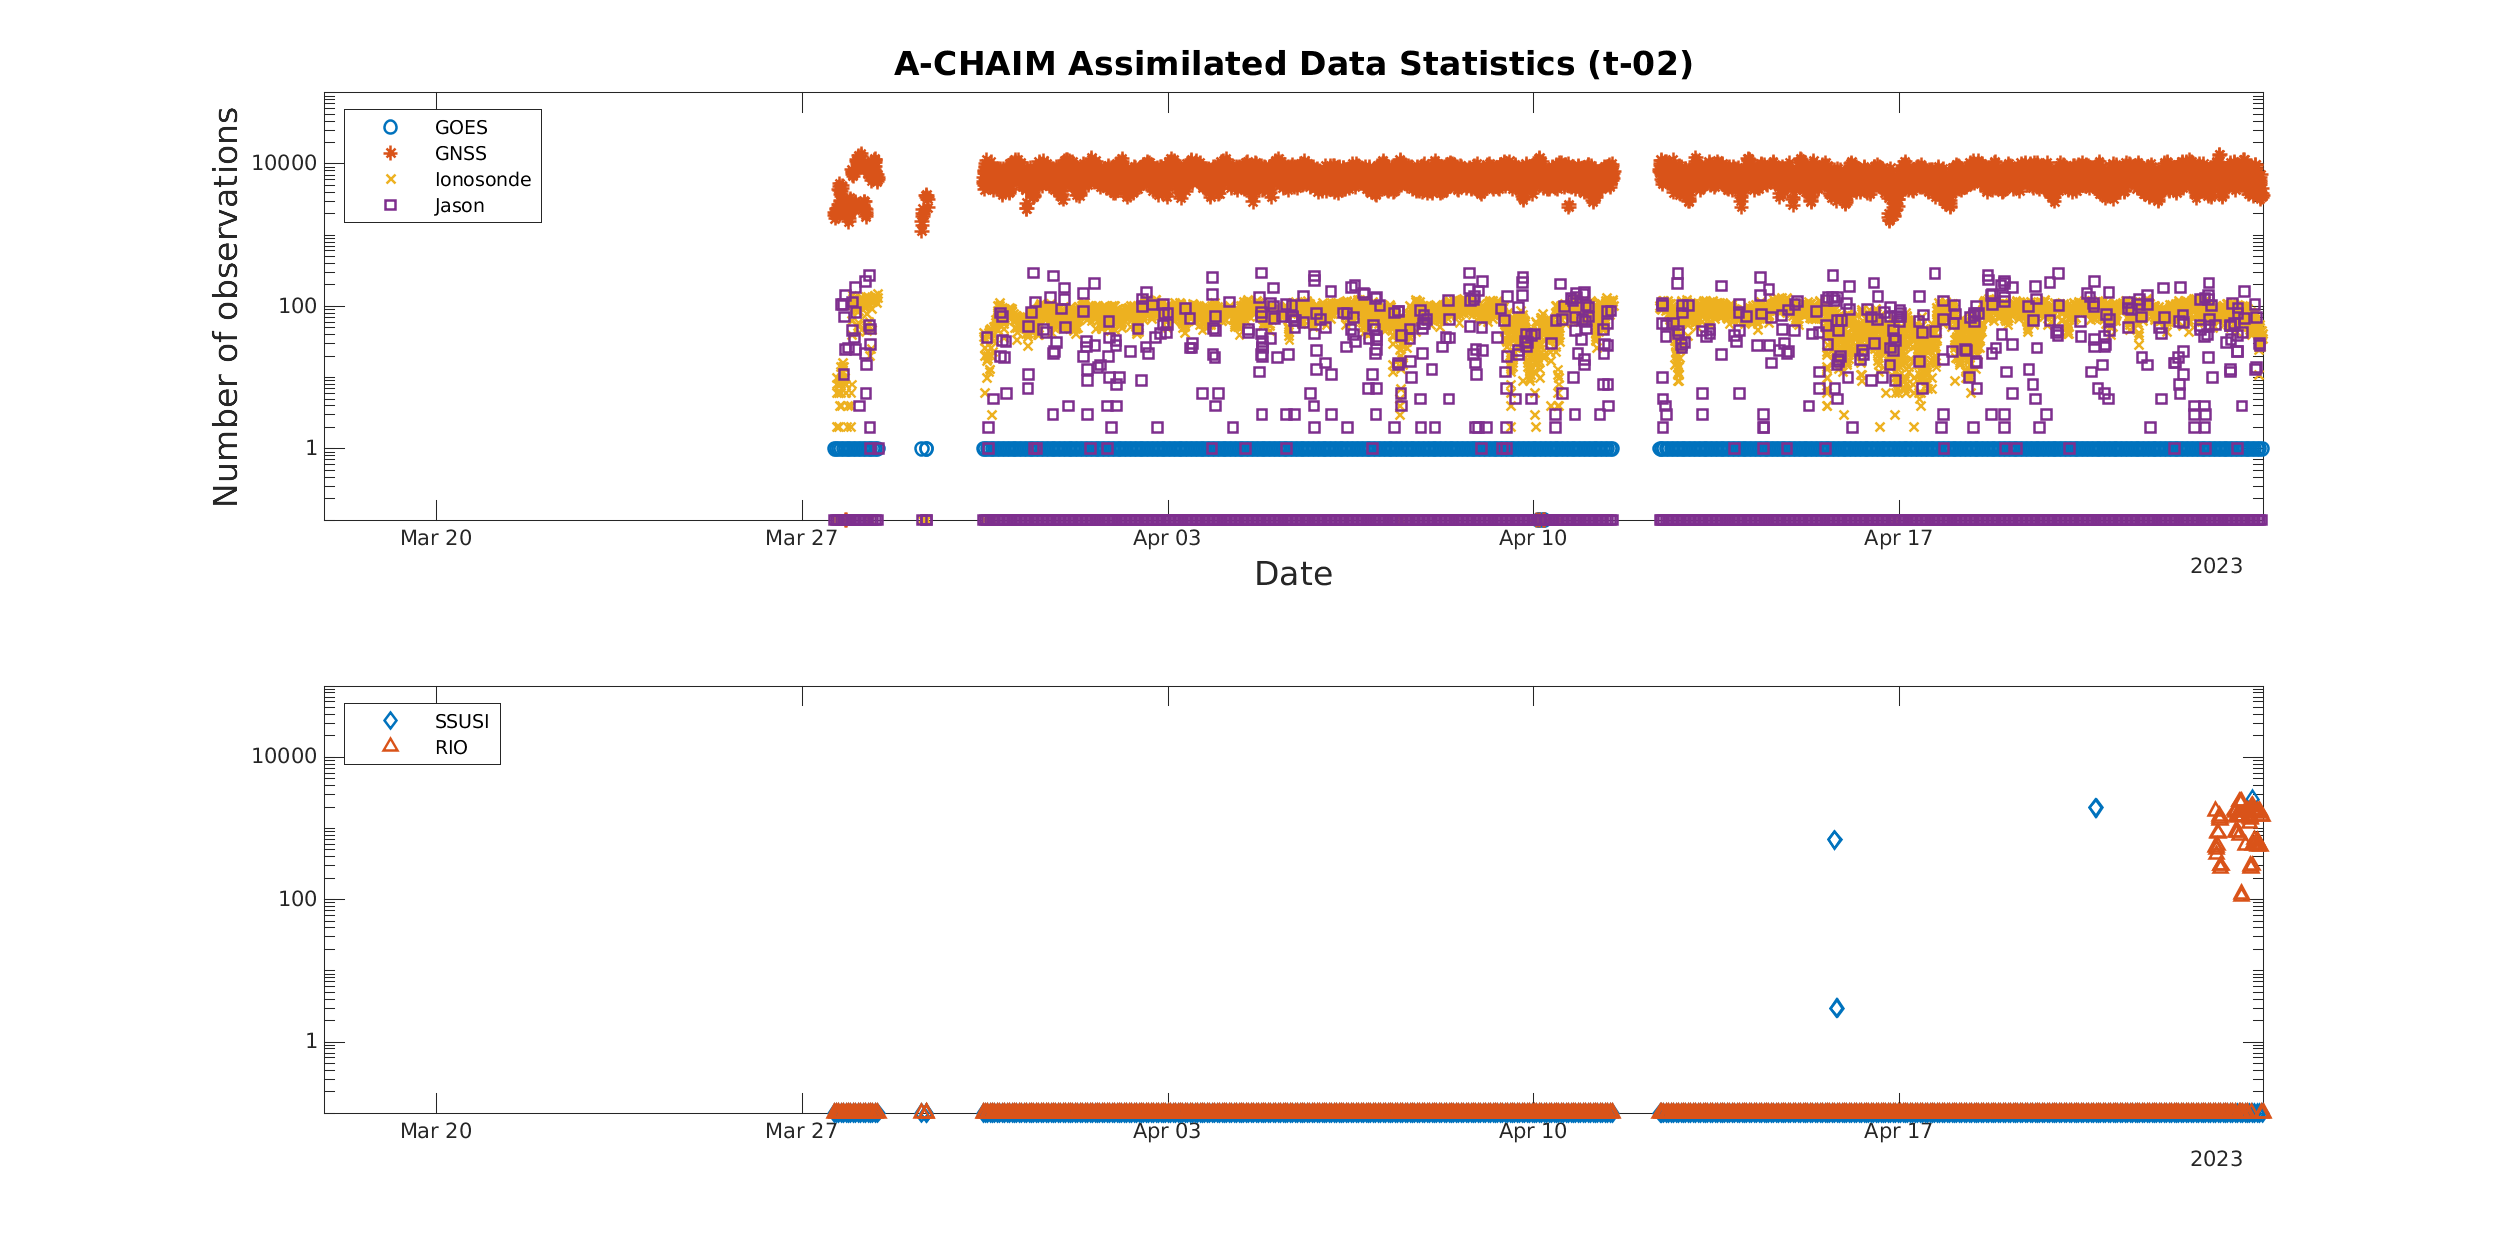 A-CHAIM Assimilated Data Statistics (t-02)
Number of observations
10000
100
1
GOES
GNSS
Ionosonde
Jason
Mar 20
Mar 27
Apr 03
Apr 10
Apr 17
2023
Date
10000
100
1
SSUSI
RIO
Mar 20
Mar 27
Apr 03
Apr 10
Apr 17
2023